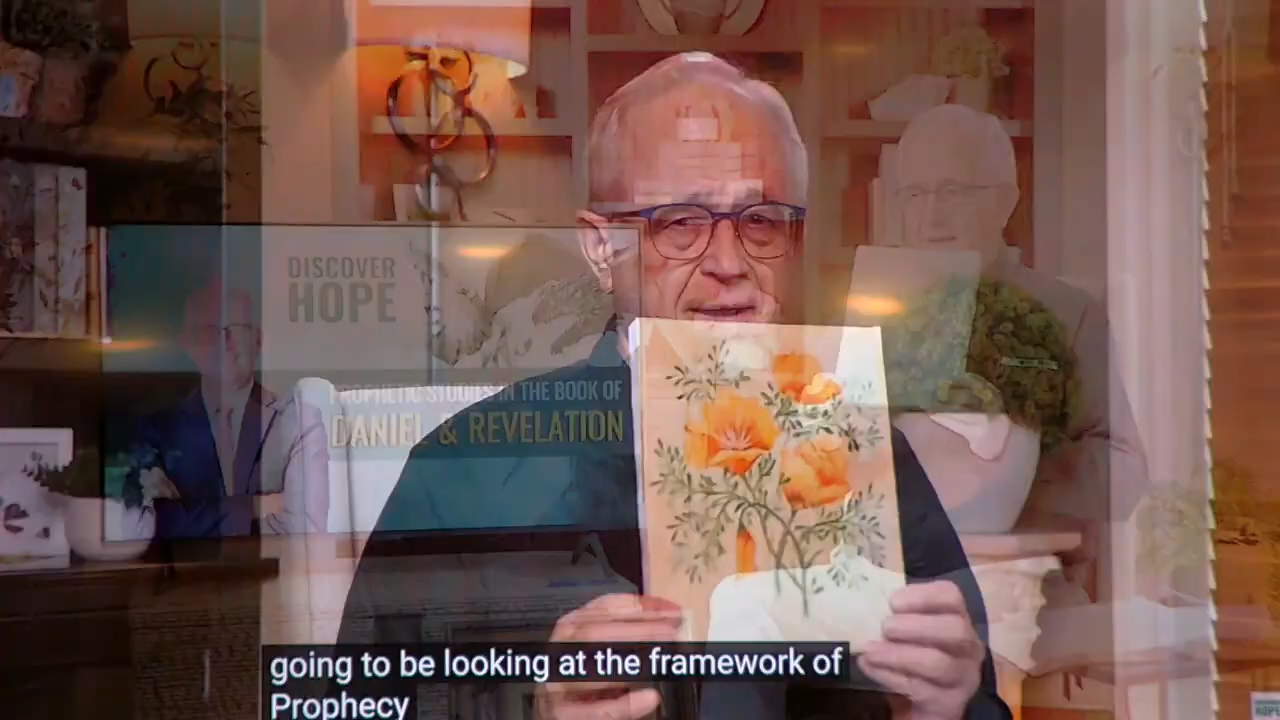 DISCOVER
HOPE
PROPHETIC STUDIES IN THE BOOK OF
DANIEL & REVELATION
going to be looking at the framework of
Prophecy
HOPE